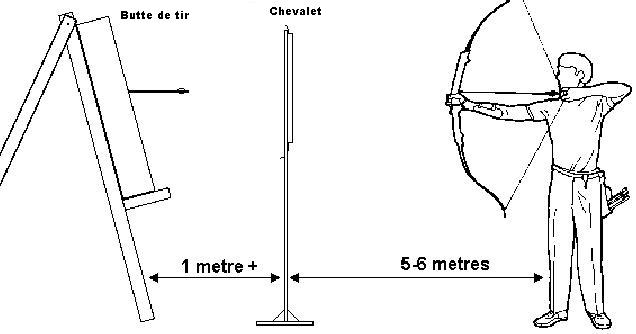 Butte de tir
Chevalet
1 metre +
5-6 metres